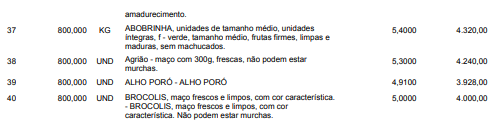 amadurecimento.
37 800,000 KG ABOBRINHA, unidades de tamanho médio, unidades 5,4000 4.320,00
íntegras, f - verde, tamanho médio, frutas firmes, limpas e
maduras, sem machucados.
38 800,000 UND Agrião - maço com 300g, frescas, não podem estar 5,3000 4.240,00
murchas.
39 800,000 UND ALHO PORÓ - ALHO PORÓ 4,9100 3.928,00
40 800,000 UND BROCOLIS, maço frescos e limpos, com cor característica. 5,0000 4.000,00
- BROCOLIS, maço frescos e limpos, com cor
característica. Não podem estar murchas.